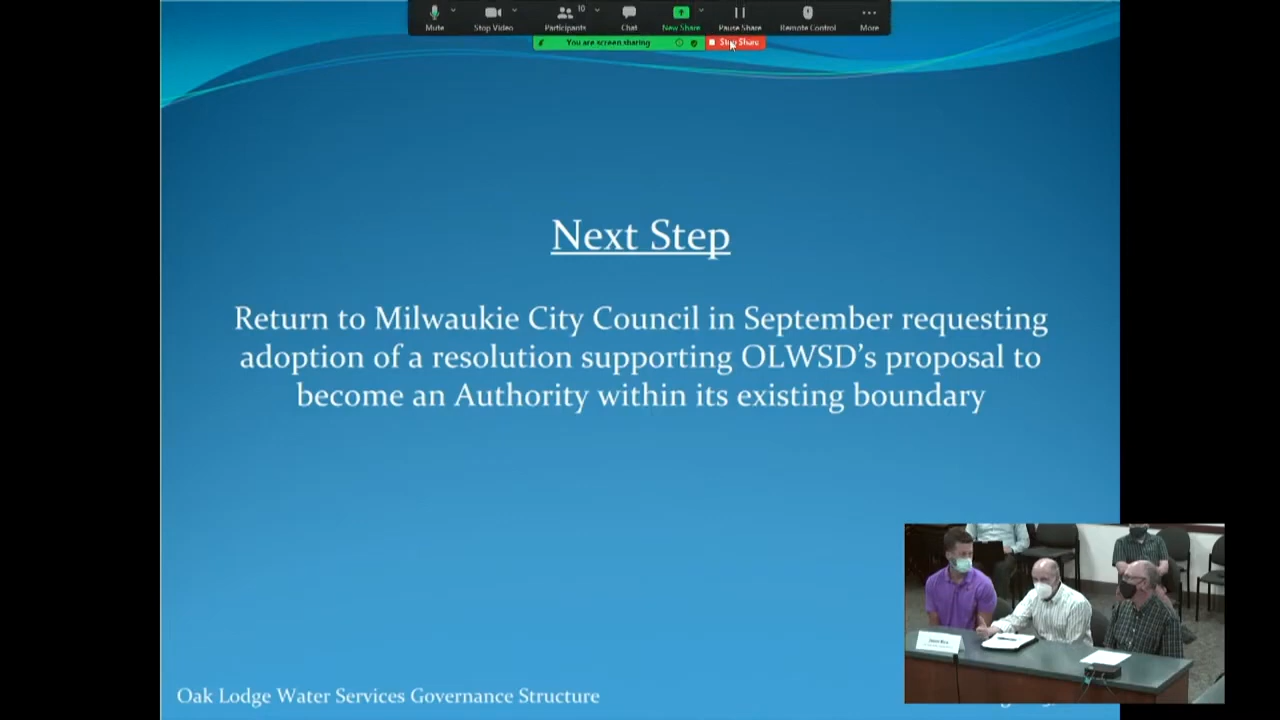 Mute
Stop Video
Participants
10
Chat
New Share
Pause Share
Remote Control
More
You are screen sharing
Stop Share
Next Step
Return to Milwaukie City Council in September requesting
adoption of a resolution supporting OLWSD's proposal to
become an Authority within its existing boundary
Oak Lodge Water Services Governance Structure